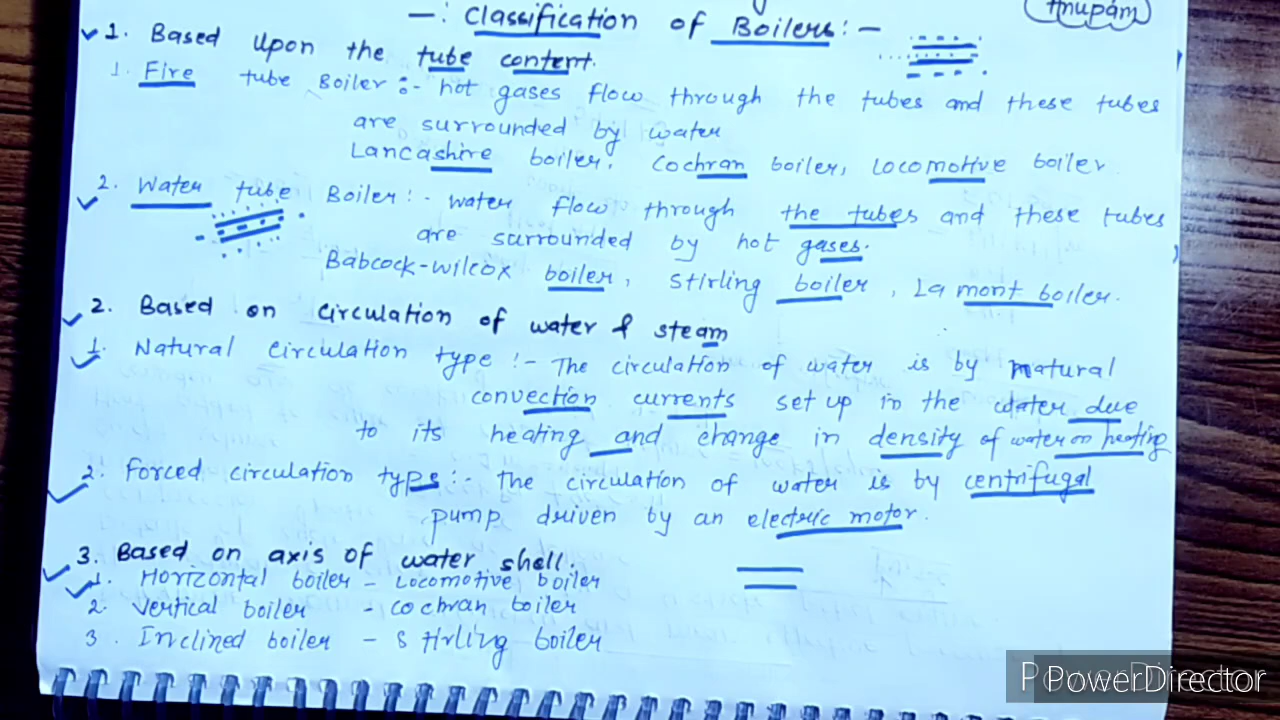 —: Classification of Boilers:—
Anupam
1. Based upon the tube content.
1. Fire tube Boiler:- hot gases flow through the tubes and these tubes
are surrounded by water
Lancashire boiler, Cochran boiler, Locomotive boiler
2. Water tube Boiler:- water flow through the tubes and these tubes
are surrounded by hot gases.
Babcock-wilcox boiler, Stirling boiler, La mont boiler.
2. Based on circulation of water & steam
1. Natural circulation type:- The circulation of water is by natural
convection currents set up in the water due
to its heating and change in density of water on heating
2. Forced circulation type:- The circulation of water is by centrifugal
pump driven by an electric motor.
3. Based on axis of water shell.
1. Horizontal boiler - Locomotive boiler
2. Vertical boiler - cochran boiler
3. Inclined boiler - Stirling boiler
PowerDirector
PowerDirector